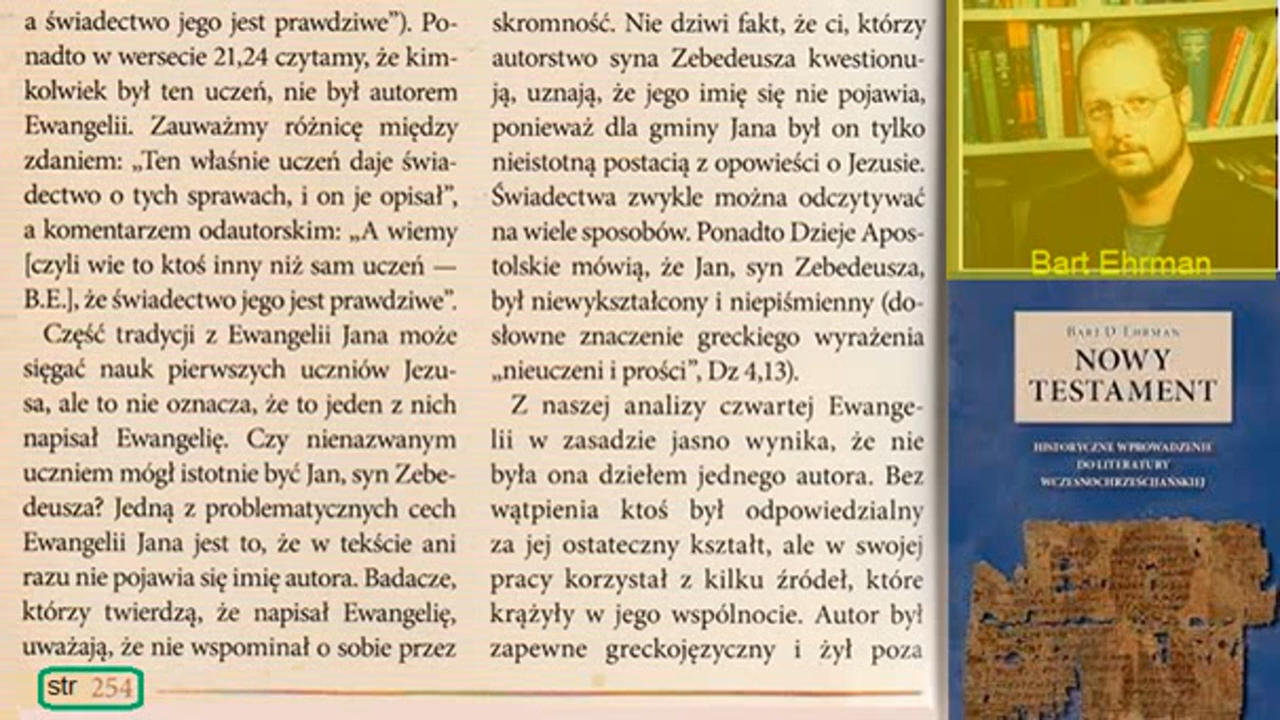 a świadectwo jego jest prawdziwe”). Po-
nadto w wersecie 21,24 czytamy, że kim-
kolwiek był ten uczeń, nie był autorem
Ewangelii. Zauważmy różnicę między
zdaniem: „Ten właśnie uczeń daje świa-
dectwo o tych sprawach, i on je opisał”,
a komentarzem odautorskim: „A wiemy
[czyli wie to ktoś inny niż sam uczeń —
B.E.], że świadectwo jego jest prawdziwe”.
Część tradycji z Ewangelii Jana może
sięgać nauk pierwszych uczniów Jezu-
sa, ale to nie oznacza, że to jeden z nich
napisał Ewangelię. Czy nienazwanym
uczniem mógł istotnie być Jan, syn Zebe-
deusza? Jedną z problematycznych cech
Ewangelii Jana jest to, że w tekście ani
razu nie pojawia się imię autora. Badacze,
którzy twierdzą, że napisał Ewangelię,
uważają, że nie wspominał o sobie przez
str 254
skromność. Nie dziwi fakt, że ci, którzy
autorstwo syna Zebedeusza kwestionu-
ją, uznają, że jego imię się nie pojawia,
ponieważ dla gminy Jana był on tylko
nieistotną postacią z opowieści o Jezusie.
Świadectwa zwykle można odczytywać
na wiele sposobów. Ponadto Dzieje Apos-
tolskie mówią, że Jan, syn Zebedeusza,
był niewykształcony i niepiśmienny (do-
słowne znaczenie greckiego wyrażenia
„nieuczeni i prości”, Dz 4,13).
Z naszej analizy czwartej Ewange-
lii w zasadzie jasno wynika, że nie
była ona dziełem jednego autora. Bez
wątpienia ktoś był odpowiedzialny
za jej ostateczny kształt, ale w swojej
pracy korzystał z kilku źródeł, które
krążyły w jego wspólnocie. Autor był
zapewne greckojęzyczny i żył poza
Bart Ehrman
BART D. EHRMAN
NOWY
TESTAMENT
HISTORYCZNE WPROWADZENIE
DO LITERATURY
WCZESNOCHRZEŚCIJAŃSKIEJ